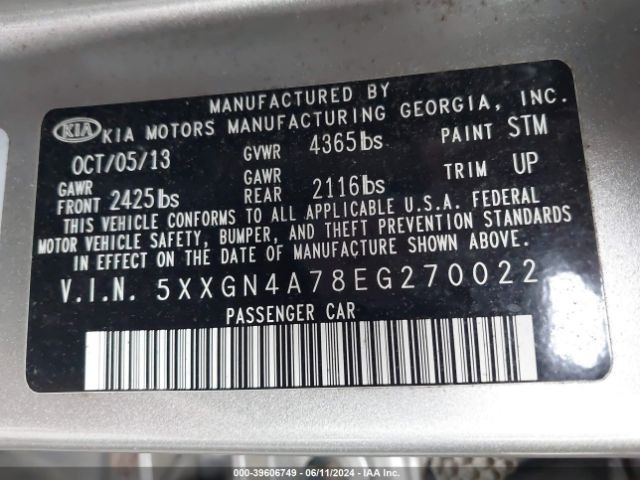 MANUFACTURED BY
KIA KIA MOTORS MANUFACTURING GEORGIA, INC.
OCT/05/13 GVWR 4365lbs PAINT STM
GAWR FRONT 2425lbs GAWR REAR 2116lbs TRIM UP
THIS VEHICLE CONFORMS TO ALL APPLICABLE U.S.A. FEDERAL
MOTOR VEHICLE SAFETY, BUMPER, AND THEFT PREVENTION STANDARDS
IN EFFECT ON THE DATE OF MANUFACTURE SHOWN ABOVE.
V.I.N. 5XXGN4A78EG270022
PASSENGER CAR
000-39606749 - 06/11/2024 - IAA Inc.